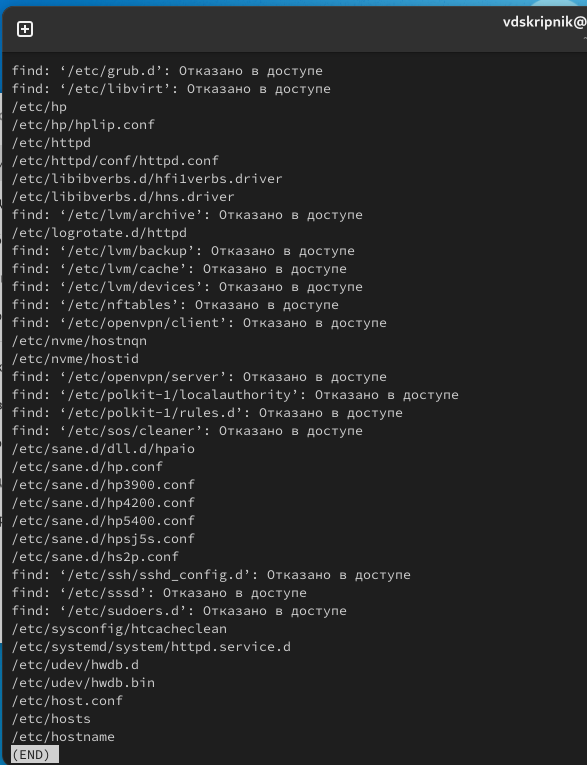 vdskripnik@
find: ‘/etc/grub.d’: Отказано в доступе
find: ‘/etc/libvirt’: Отказано в доступе
/etc/hp
/etc/hp/hplip.conf
/etc/httpd
/etc/httpd/conf/httpd.conf
/etc/libibverbs.d/hfi1verbs.driver
/etc/libibverbs.d/hns.driver
find: ‘/etc/lvm/archive’: Отказано в доступе
/etc/logrotate.d/httpd
find: ‘/etc/lvm/backup’: Отказано в доступе
find: ‘/etc/lvm/cache’: Отказано в доступе
find: ‘/etc/lvm/devices’: Отказано в доступе
find: ‘/etc/nftables’: Отказано в доступе
find: ‘/etc/openvpn/client’: Отказано в доступе
/etc/nvme/hostnqn
/etc/nvme/hostid
find: ‘/etc/openvpn/server’: Отказано в доступе
find: ‘/etc/polkit-1/localauthority’: Отказано в доступе
find: ‘/etc/polkit-1/rules.d’: Отказано в доступе
find: ‘/etc/sos/cleaner’: Отказано в доступе
/etc/sane.d/dll.d/hpaio
/etc/sane.d/hp.conf
/etc/sane.d/hp3900.conf
/etc/sane.d/hp4200.conf
/etc/sane.d/hp5400.conf
/etc/sane.d/hpsj5s.conf
/etc/sane.d/hs2p.conf
find: ‘/etc/ssh/sshd_config.d’: Отказано в доступе
find: ‘/etc/sssd’: Отказано в доступе
find: ‘/etc/sudoers.d’: Отказано в доступе
/etc/sysconfig/htcacheclean
/etc/systemd/system/httpd.service.d
/etc/udev/hwdb.d
/etc/udev/hwdb.bin
/etc/host.conf
/etc/hosts
/etc/hostname
(END)